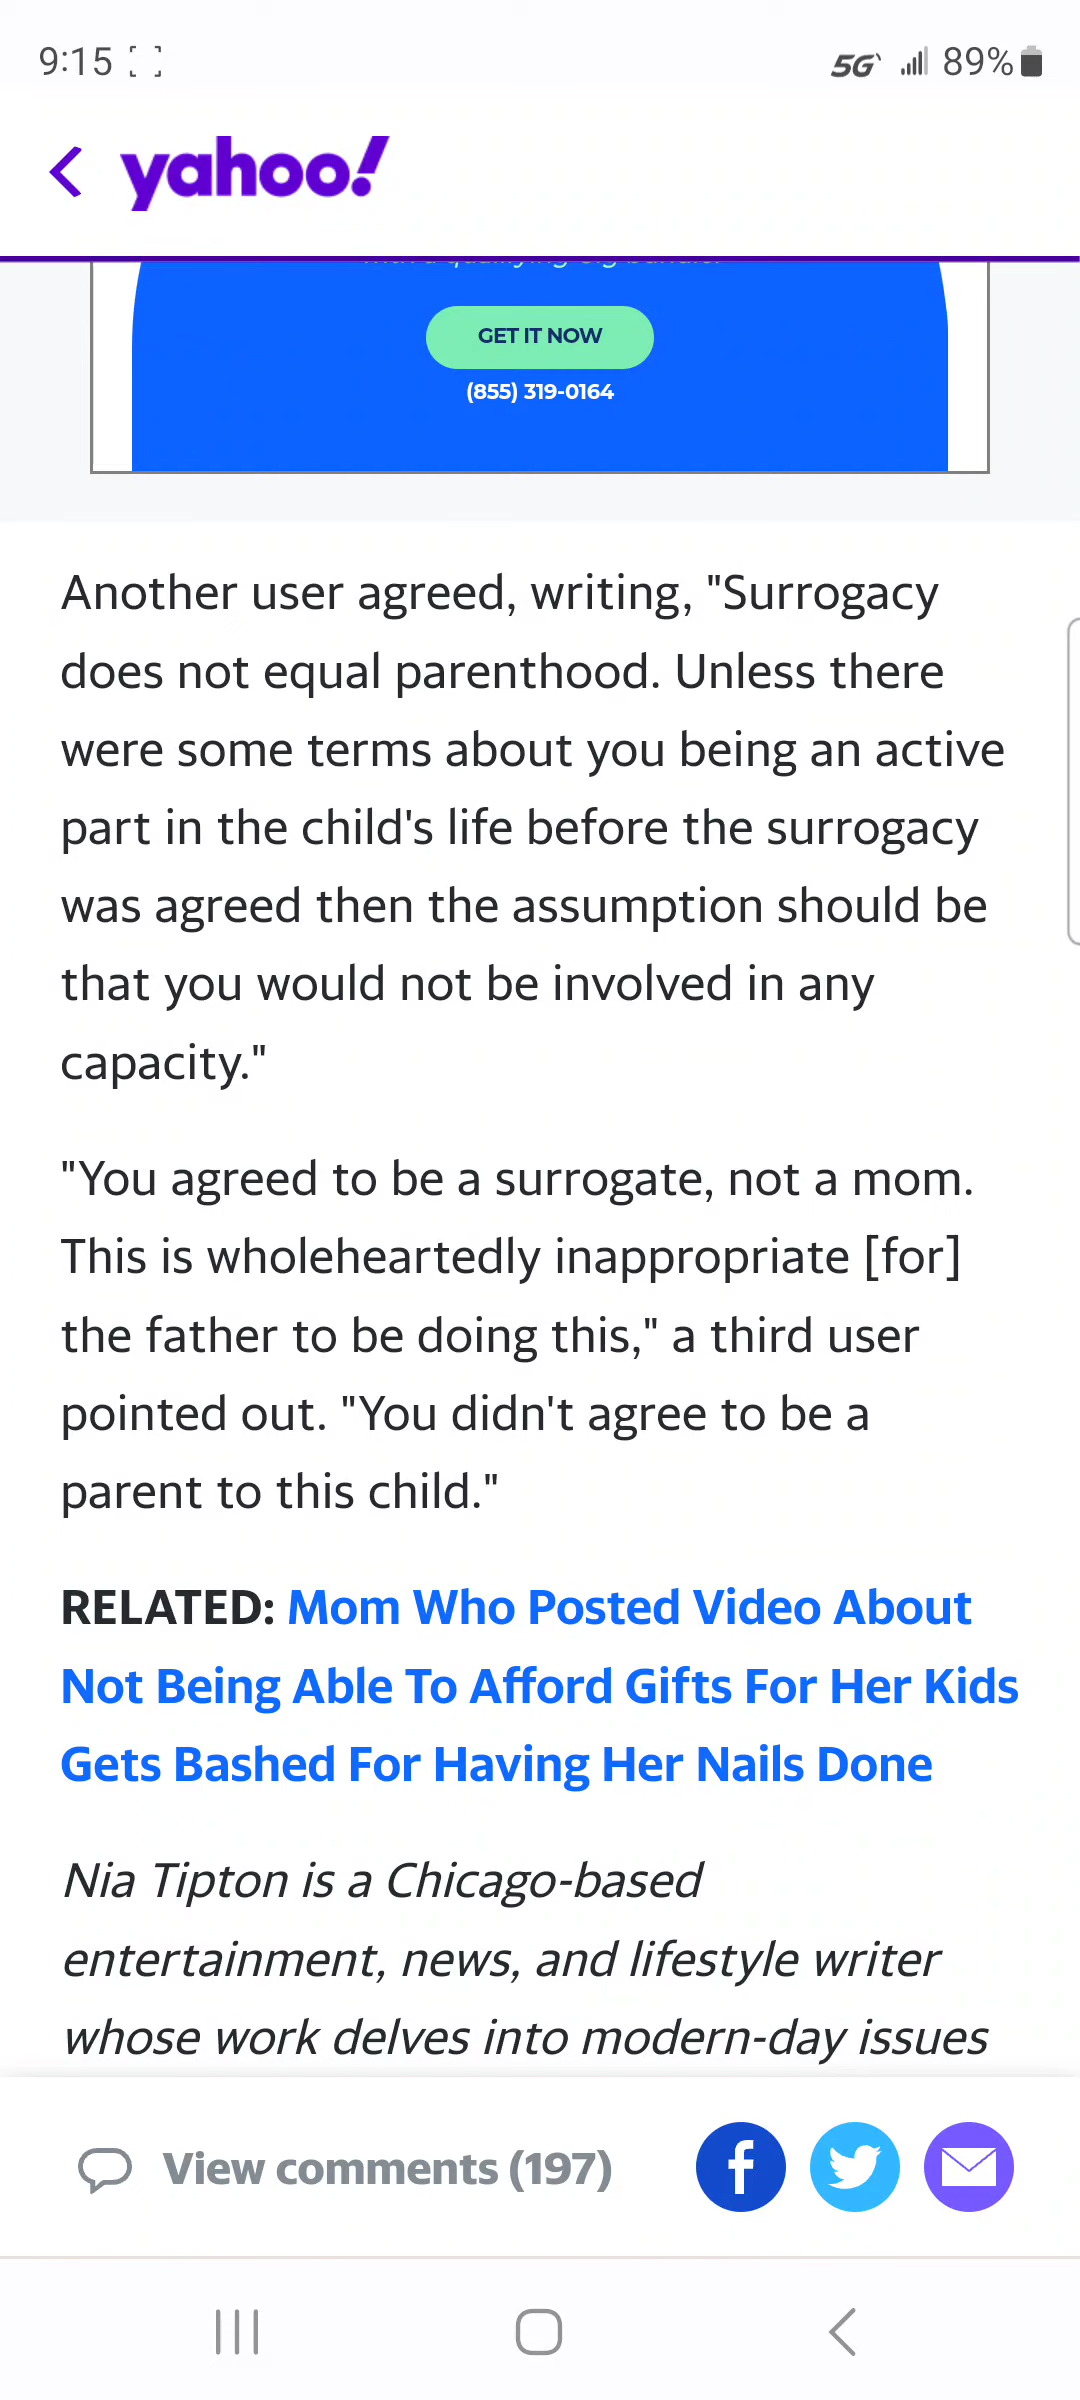 9:15
5G 89%
yahoo!
GET IT NOW
(855) 319-0164
Another user agreed, writing, "Surrogacy
does not equal parenthood. Unless there
were some terms about you being an active
part in the child's life before the surrogacy
was agreed then the assumption should be
that you would not be involved in any
capacity."
"You agreed to be a surrogate, not a mom.
This is wholeheartedly inappropriate [for]
the father to be doing this," a third user
pointed out. "You didn't agree to be a
parent to this child."
RELATED: Mom Who Posted Video About
Not Being Able To Afford Gifts For Her Kids
Gets Bashed For Having Her Nails Done
Nia Tipton is a Chicago-based
entertainment, news, and lifestyle writer
whose work delves into modern-day issues
View comments (197)